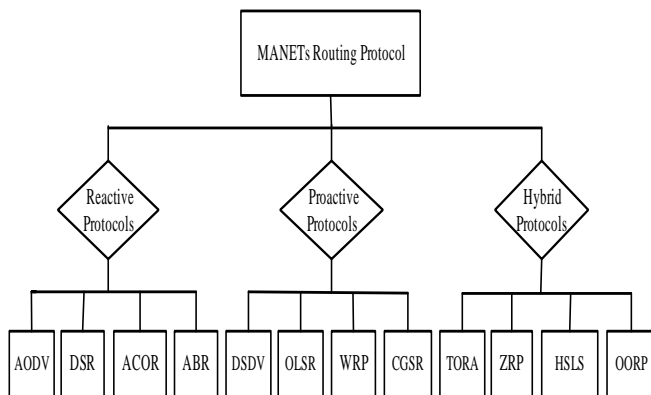 MANETs Routing Protocol
Reactive
Protocols
Proactive
Protocols
Hybrid
Protocols
AODV
DSR
ACOR
ABR
DSDV
OLSR
WRP
CGSR
TORA
ZRP
HSLS
OORP